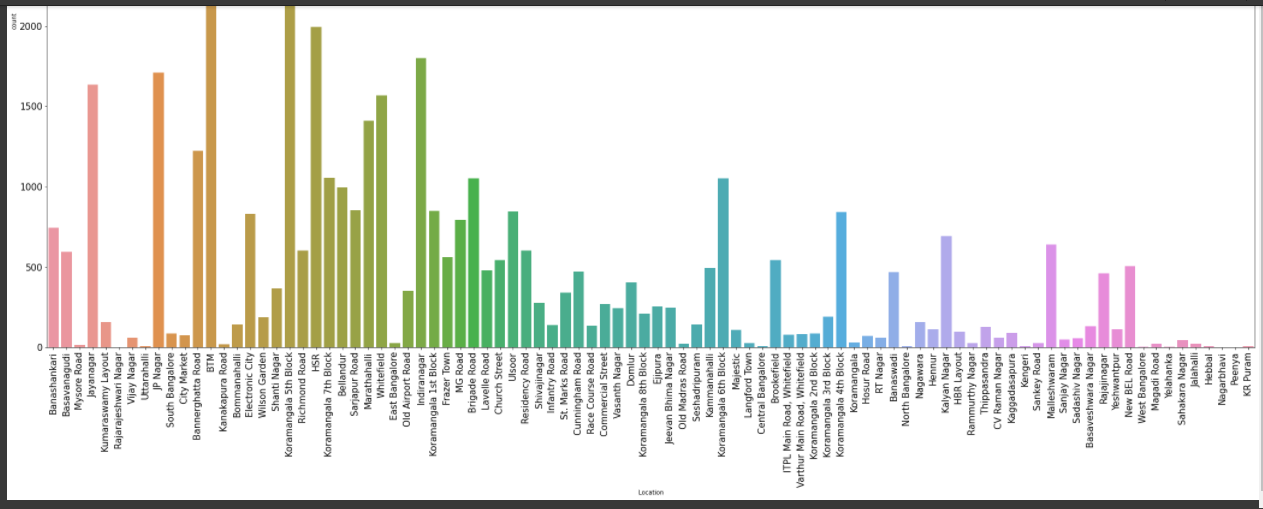 count
2000
1500
1000
500
0
Banashankari
Basavanagudi
Mysore Road
Jayanagar
Kumaraswamy Layout
Rajarajeshwari Nagar
Vijay Nagar
Uttarahalli
JP Nagar
South Bangalore
City Market
Bannerghatta Road
BTM
Kanakapura Road
Bommanahalli
Electronic City
Wilson Garden
Shanti Nagar
Koramangala 5th Block
Richmond Road
HSR
Koramangala 7th Block
Bellandur
Sarjapur Road
Marathahalli
Whitefield
East Bangalore
Old Airport Road
Indiranagar
Koramangala 1st Block
Frazer Town
MG Road
Brigade Road
Lavelle Road
Church Street
Ulsoor
Residency Road
Shivajinagar
Infantry Road
St. Marks Road
Cunningham Road
Race Course Road
Commercial Street
Vasanth Nagar
Domlur
Koramangala 8th Block
Ejipura
Jeevan Bhima Nagar
Old Madras Road
Seshadripuram
Kammanahalli
Koramangala 6th Block
Majestic
Langford Town
Central Bangalore
Brookefield
ITPL Main Road, Whitefield
Varthur Main Road, Whitefield
Koramangala 2nd Block
Koramangala 3rd Block
Koramangala 4th Block
Koramangala
Hosur Road
RT Nagar
Banaswadi
North Bangalore
Nagawara
Hennur
Kalyan Nagar
HBR Layout
Rammurthy Nagar
Thippasandra
CV Raman Nagar
Kaggadasapura
Kengeri
Sankey Road
Malleshwaram
Sanjay Nagar
Sadashiv Nagar
Basaveshwara Nagar
Rajajinagar
Yeshwantpur
New BEL Road
West Bangalore
Magadi Road
Yelahanka
Sahakara Nagar
Jalahalli
Hebbal
Nagarbhavi
Peenya
KR Puram
Location